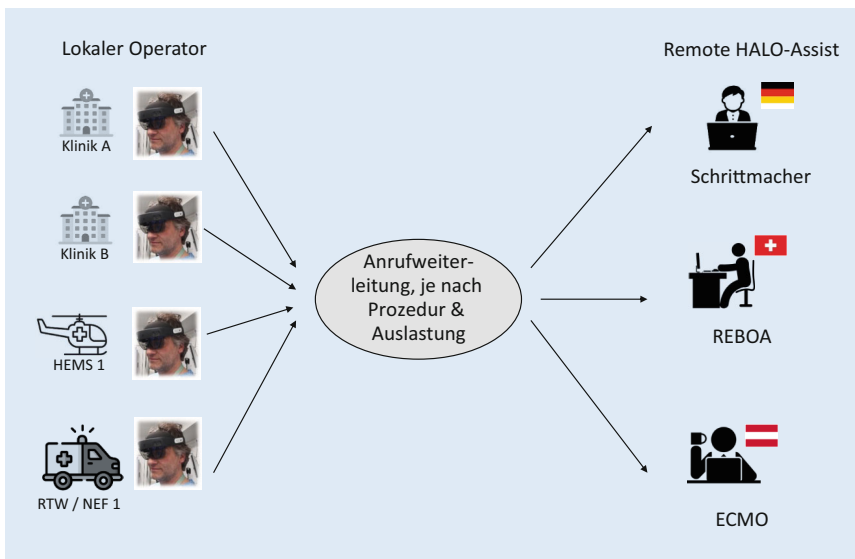 Lokaler Operator
Klinik A
Klinik B
HEMS 1
RTW / NEF 1
Anrufweiter-
leitung, je nach
Prozedur &
Auslastung
Remote HALO-Assist
Schrittmacher
REBOA
ECMO